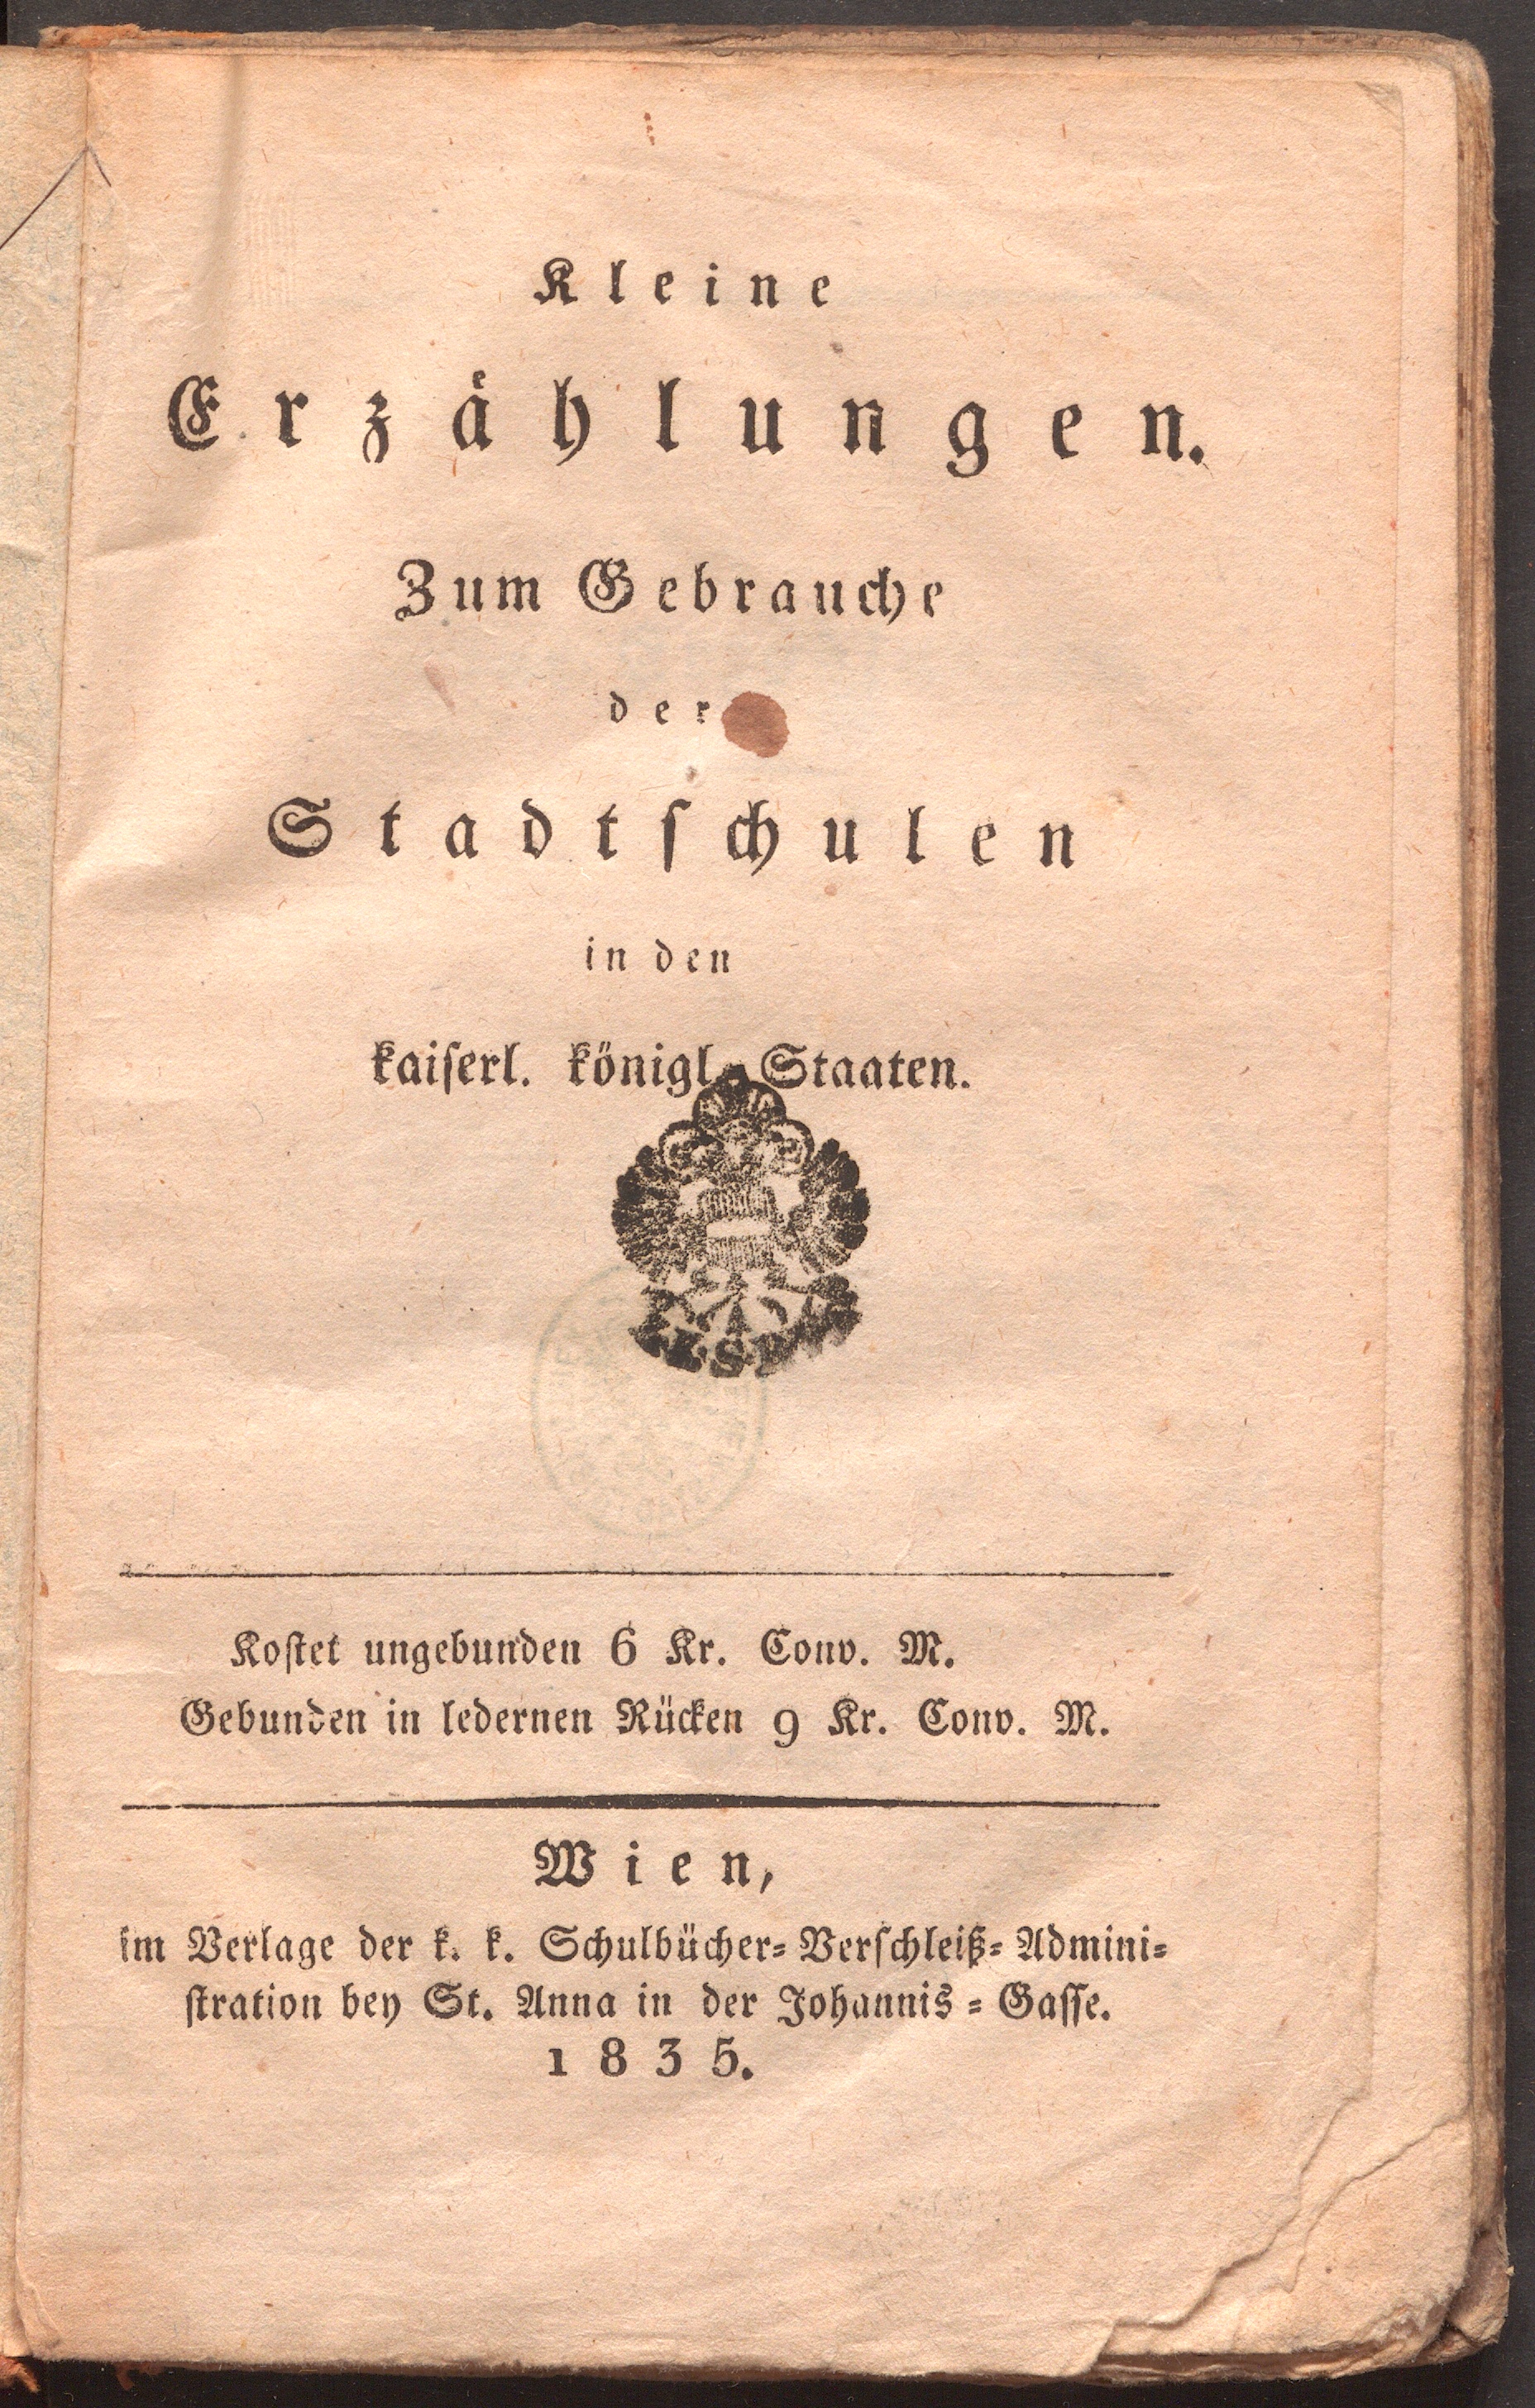 Kleine
Erzählungen.
Zum Gebrauche
der
Stadtſchulen
in den
kaiſerl. königl. Staaten.
Koſtet ungebunden 6 Kr. Conv. M.
Gebunden in ledernen Rücken 9 Kr. Conv. M.
Wien,
im Verlage der k. k. Schulbücher-Verſchleiß-Admini-
ſtration bey St. Anna in der Johannis-Gaſſe.
1835.